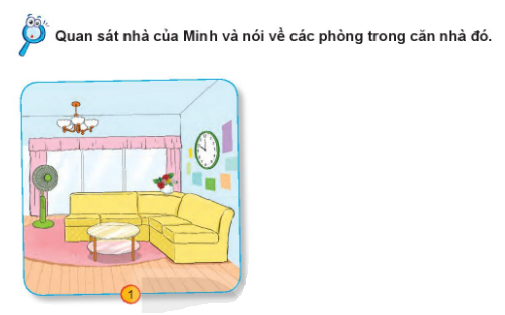 Quan sát nhà của Minh và nói về các phòng trong căn nhà đó.
1